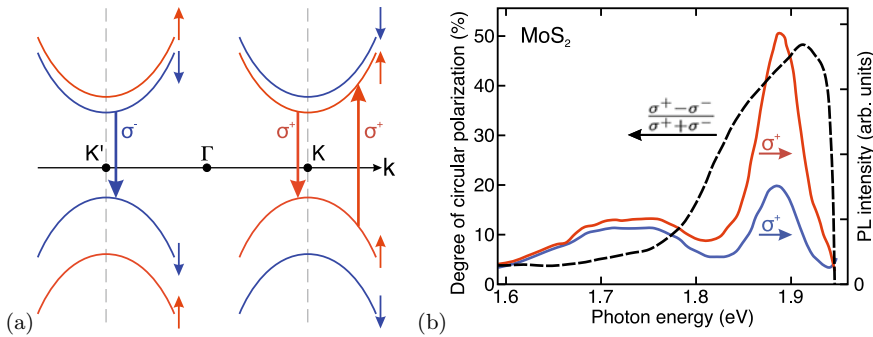 σ⁻
σ⁺
σ⁺
K'
Γ
K
k
(a)
MoS₂
Degree of circular polarization (%)
50
40
30
20
10
0
σ⁺−σ⁻
σ⁺+σ⁻
σ⁺
σ⁺
PL intensity (arb. units)
0
1.6
1.7
1.8
1.9
Photon energy (eV)
(b)